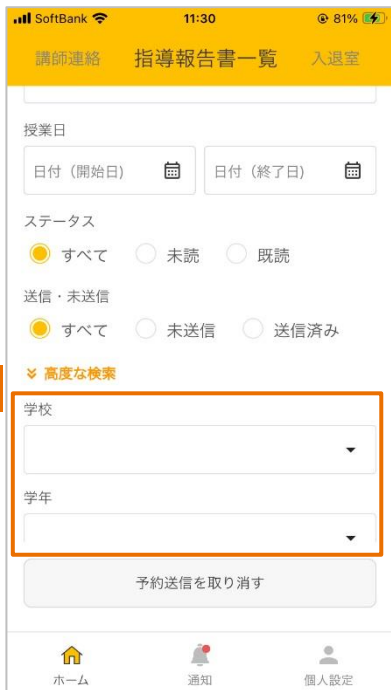 SoftBank 11:30 81%
講師連絡 指導報告書一覧 入退室
授業日
日付（開始日） 日付（終了日）
ステータス
すべて 未読 既読
送信・未送信
すべて 未送信 送信済み
高度な検索
学校
学年
予約送信を取り消す
ホーム 通知 個人設定